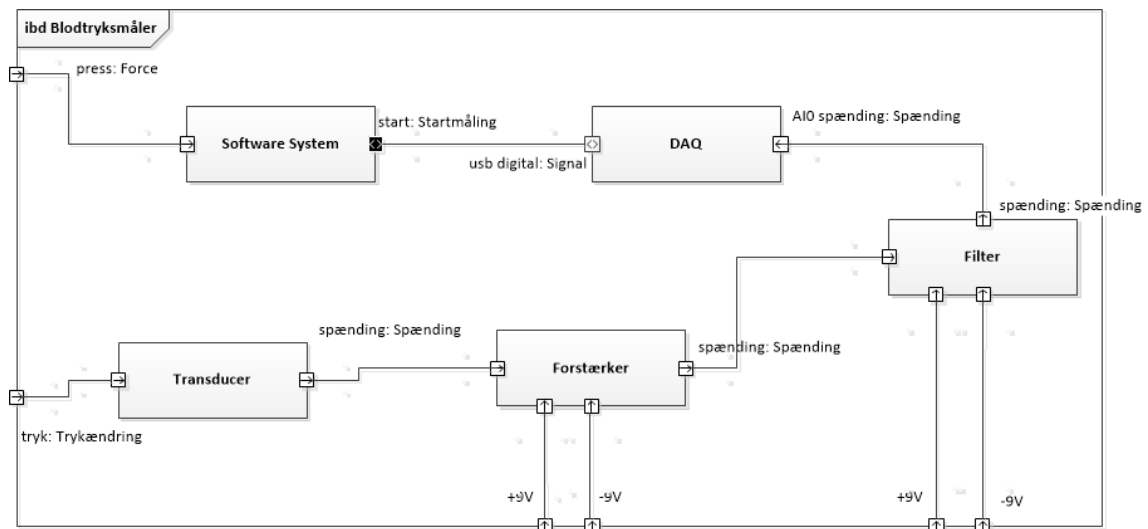 ibd Blodtryksmåler
press: Force
Software System
start: Startmåling
usb digital: Signal
DAQ
AI0 spænding: Spænding
spænding: Spænding
Filter
spænding: Spænding
Transducer
Forstærker
spænding: Spænding
tryk: Trykændring
+9V
-9V
+9V
-9V